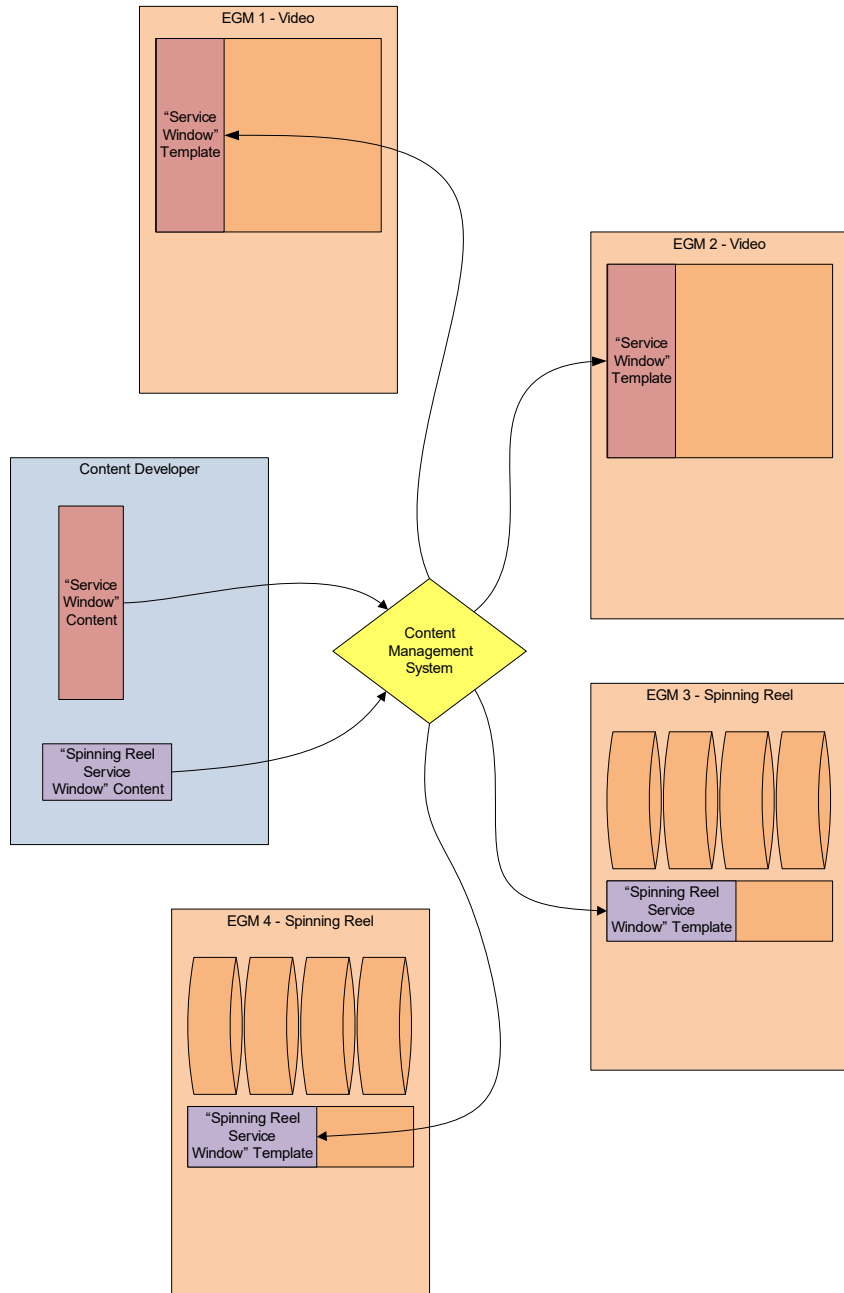 EGM 1 - Video
“Service
Window”
Template
EGM 2 - Video
“Service
Window”
Template
Content Developer
“Service
Window”
Content
“Spinning Reel
Service
Window” Content
Content
Management
System
EGM 3 - Spinning Reel
“Spinning Reel
Service
Window” Template
EGM 4 - Spinning Reel
“Spinning Reel
Service
Window” Template